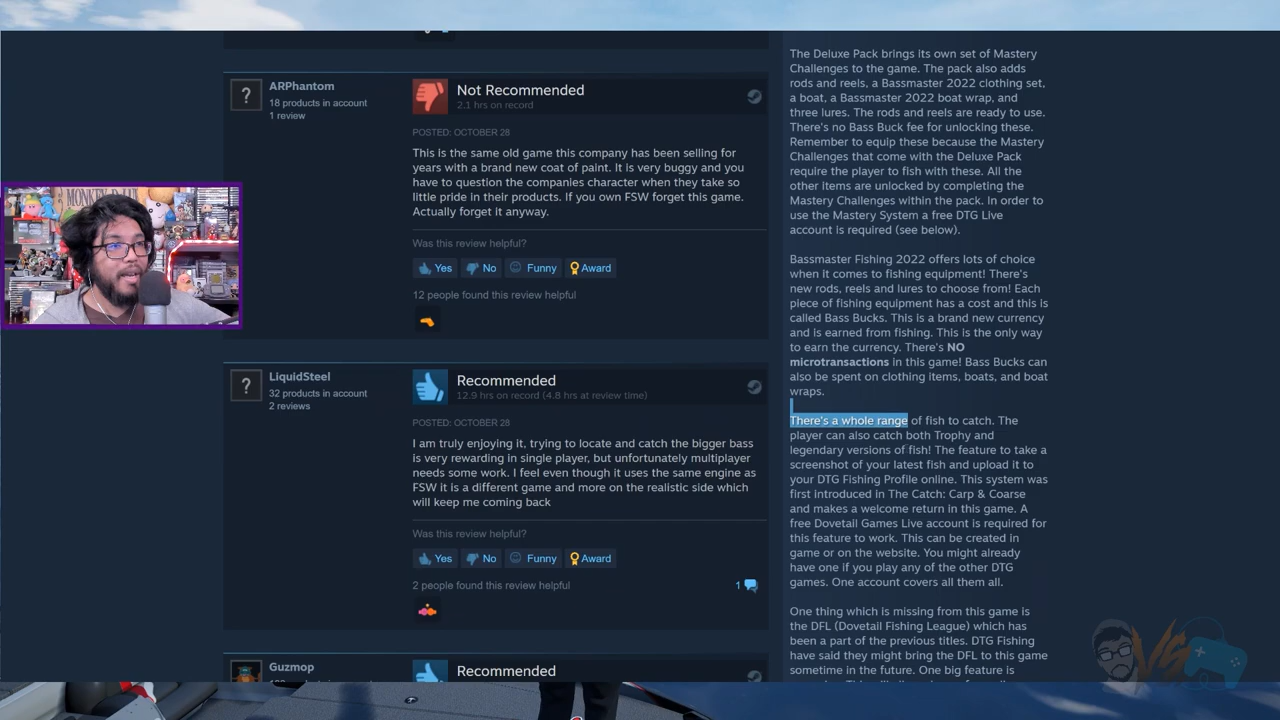 ARPhantom
18 products in account
1 review
Not Recommended
2.1 hrs on record
POSTED: OCTOBER 28
This is the same old game this company has been selling for
years with a brand new coat of paint. It is very buggy and you
have to question the companies character when they take so
little pride in their products. If you own FSW forget this game.
Actually forget it anyway.
Was this review helpful?
Yes
No
Funny
Award
12 people found this review helpful
LiquidSteel
32 products in account
2 reviews
Recommended
12.9 hrs on record (4.8 hrs at review time)
POSTED: OCTOBER 28
I am truly enjoying it, trying to locate and catch the bigger bass
is very rewarding in single player, but unfortunately multiplayer
needs some work. I feel even though it uses the same engine as
FSW it is a different game and more on the realistic side which
will keep me coming back
Was this review helpful?
Yes
No
Funny
Award
2 people found this review helpful
1
Guzmop
Recommended
The Deluxe Pack brings its own set of Mastery
Challenges to the game. The pack also adds
rods and reels, a Bassmaster 2022 clothing set,
a boat, a Bassmaster 2022 boat wrap, and
three lures. The rods and reels are ready to use.
There's no Bass Buck fee for unlocking these.
Remember to equip these because the Mastery
Challenges that come with the Deluxe Pack
require the player to fish with these. All the
other items are unlocked by completing the
Mastery Challenges within the pack. In order to
use the Mastery System a free DTG Live
account is required (see below).
Bassmaster Fishing 2022 offers lots of choice
when it comes to fishing equipment! There's
new rods, reels and lures to choose from! Each
piece of fishing equipment has a cost and this is
called Bass Bucks. This is a brand new currency
and is earned from fishing. This is the only way
to earn the currency. There's NO
microtransactions in this game! Bass Bucks can
also be spent on clothing items, boats, and boat
wraps.
There's a whole range of fish to catch. The
player can also catch both Trophy and
legendary versions of fish! The feature to take a
screenshot of your latest fish and upload it to
your DTG Fishing Profile online. This system was
first introduced in The Catch: Carp & Coarse
and makes a welcome return in this game. A
free Dovetail Games Live account is required for
this feature to work. This can be created in
game or on the website. You might already
have one if you play any of the other DTG
games. One account covers all them all.
One thing which is missing from this game is
the DFL (Dovetail Fishing League) which has
been a part of the previous titles. DTG Fishing
have said they might bring the DFL to this game
sometime in the future. One big feature is
VS